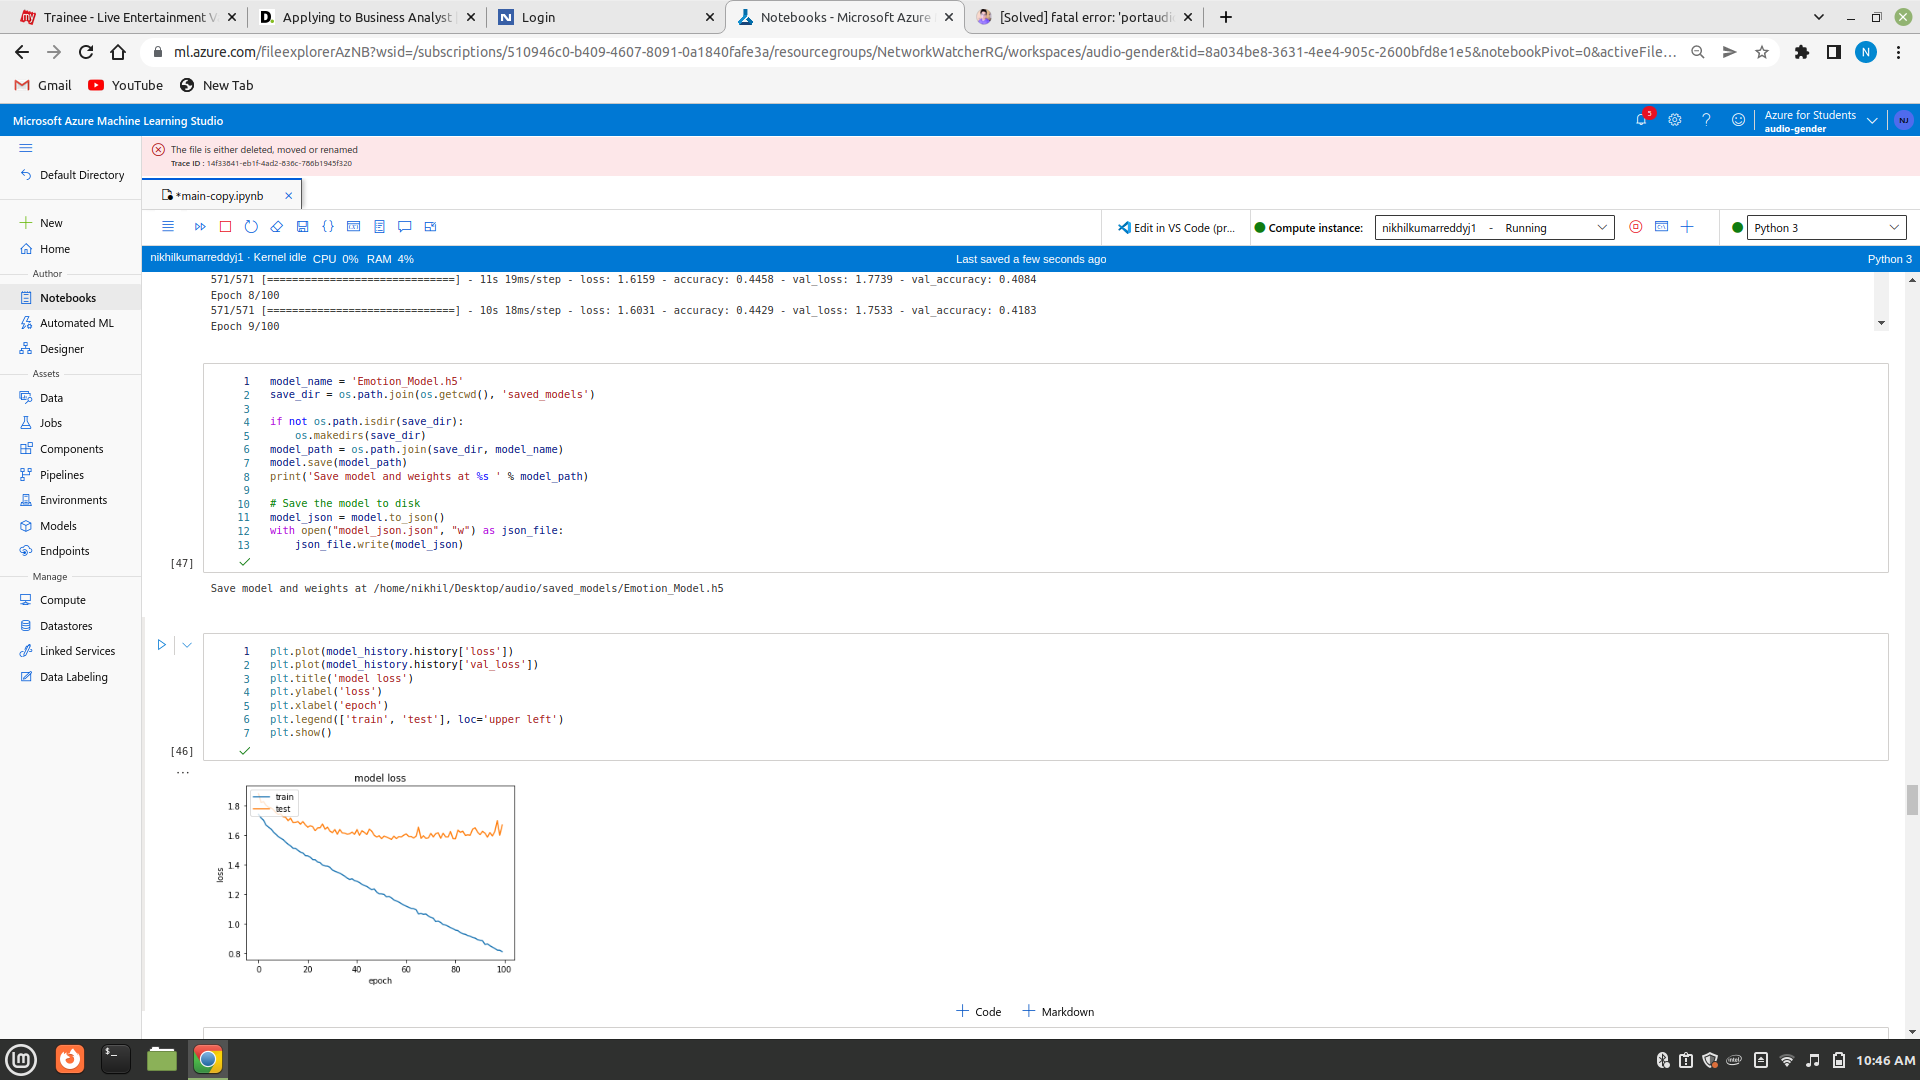 Trainee - Live Entertainment V
Applying to Business Analyst
Login
Notebooks - Microsoft Azure
[Solved] fatal error: 'portaudi
ml.azure.com/fileexplorerAzNB?wsid=/subscriptions/510946c0-b409-4607-8091-0a1840fafe3a/resourcegroups/NetworkWatcherRG/workspaces/audio-gender&tid=8a034be8-3631-4ee4-905c-2600bfd8e1e5&notebookPivot=0&activeFile...
N
Gmail
YouTube
New Tab
Microsoft Azure Machine Learning Studio
5
Azure for Students
audio-gender
NJ
The file is either deleted, moved or renamed
Trace ID : 14f33841-eb1f-4ad2-836c-786b1945f320
Default Directory
New
Home
Author
Notebooks
Automated ML
Designer
Assets
Data
Jobs
Components
Pipelines
Environments
Models
Endpoints
Manage
Compute
Datastores
Linked Services
Data Labeling
*main-copy.ipynb
Edit in VS Code (pr...
Compute instance:
nikhilkumarreddyj1 - Running
Python 3
nikhilkumarreddyj1 · Kernel idle CPU 0% RAM 4%
Last saved a few seconds ago
Python 3
571/571 [==============================] - 11s 19ms/step - loss: 1.6159 - accuracy: 0.4458 - val_loss: 1.7739 - val_accuracy: 0.4084
Epoch 8/100
571/571 [==============================] - 10s 18ms/step - loss: 1.6031 - accuracy: 0.4429 - val_loss: 1.7533 - val_accuracy: 0.4183
Epoch 9/100
1 model_name = 'Emotion_Model.h5'
2 save_dir = os.path.join(os.getcwd(), 'saved_models')
3
4 if not os.path.isdir(save_dir):
5     os.makedirs(save_dir)
6 model_path = os.path.join(save_dir, model_name)
7 model.save(model_path)
8 print('Save model and weights at %s ' % model_path)
9
10 # Save the model to disk
11 model_json = model.to_json()
12 with open("model_json.json", "w") as json_file:
13     json_file.write(model_json)
[47]
Save model and weights at /home/nikhil/Desktop/audio/saved_models/Emotion_Model.h5
1 plt.plot(model_history.history['loss'])
2 plt.plot(model_history.history['val_loss'])
3 plt.title('model loss')
4 plt.ylabel('loss')
5 plt.xlabel('epoch')
6 plt.legend(['train', 'test'], loc='upper left')
7 plt.show()
[46]
...
model loss
train
test
1.8
1.6
1.4
1.2
1.0
0.8
loss
0 20 40 60 80 100
epoch
Code
Markdown
10:46 AM